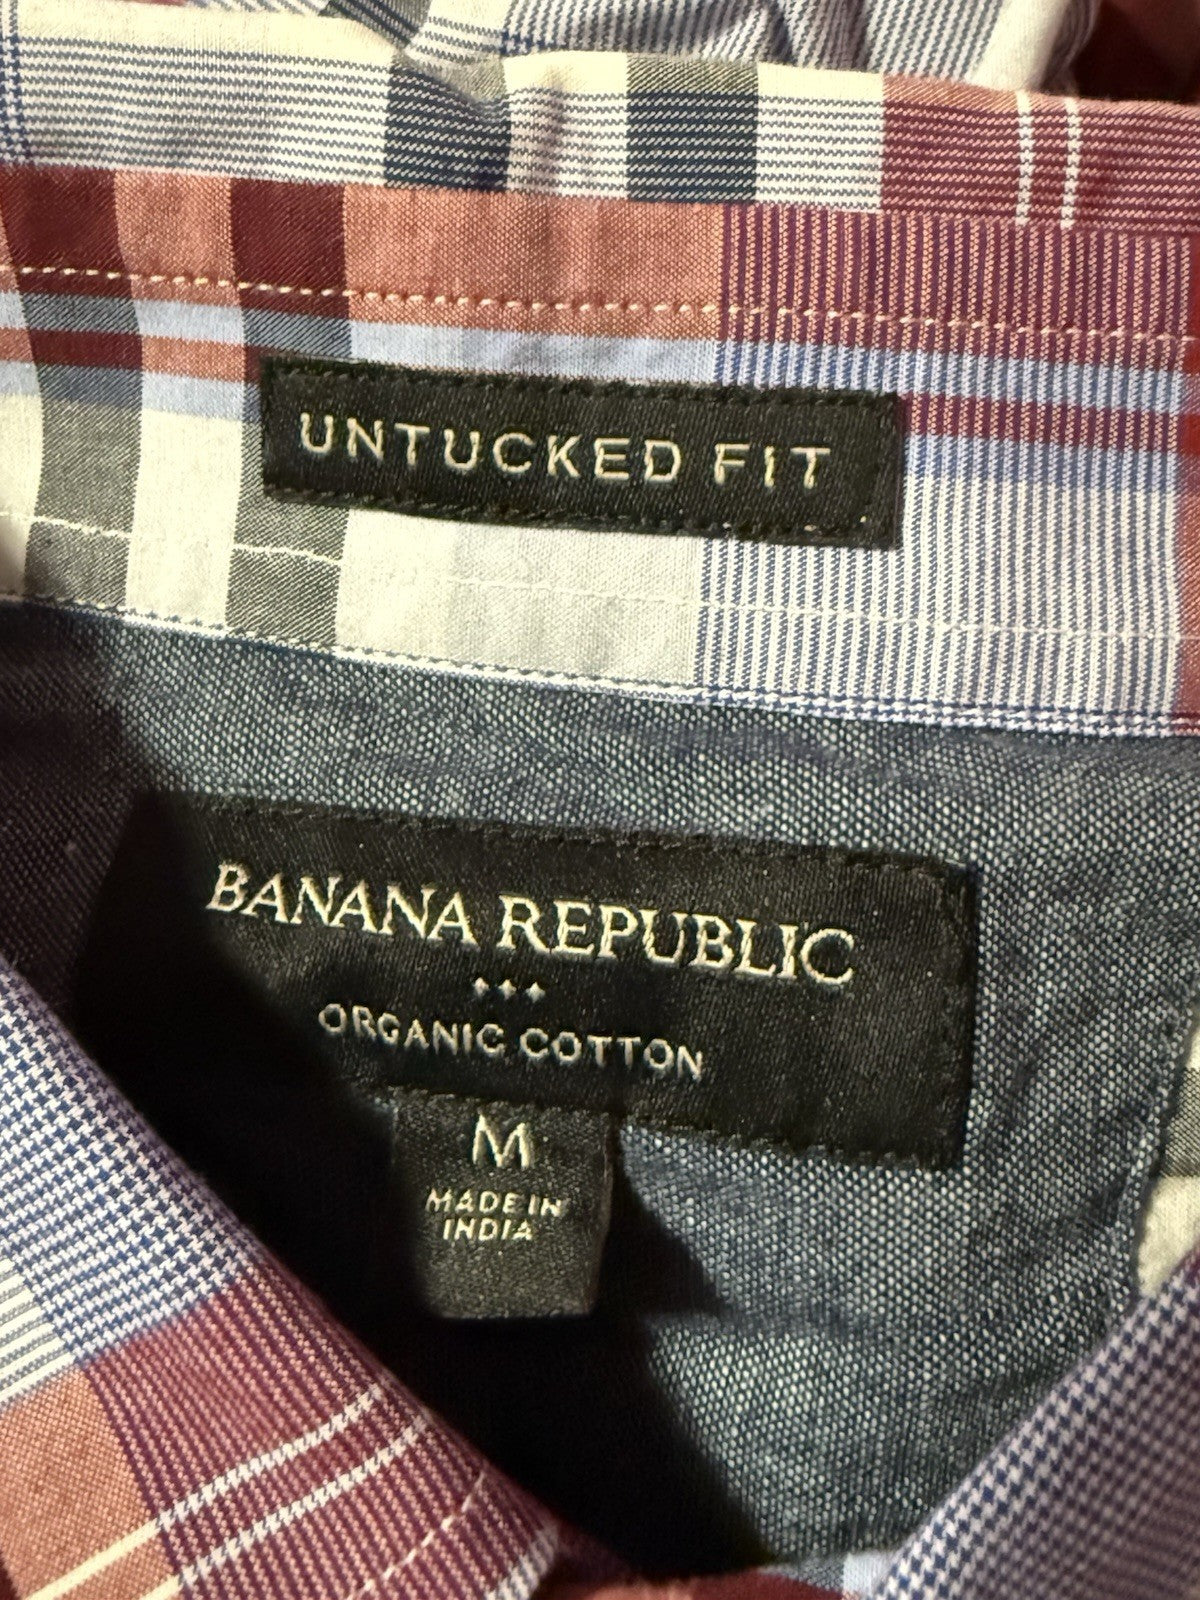 UNTUCKED FIT
BANANA REPUBLIC
ORGANIC COTTON
M
MADE IN
INDIA